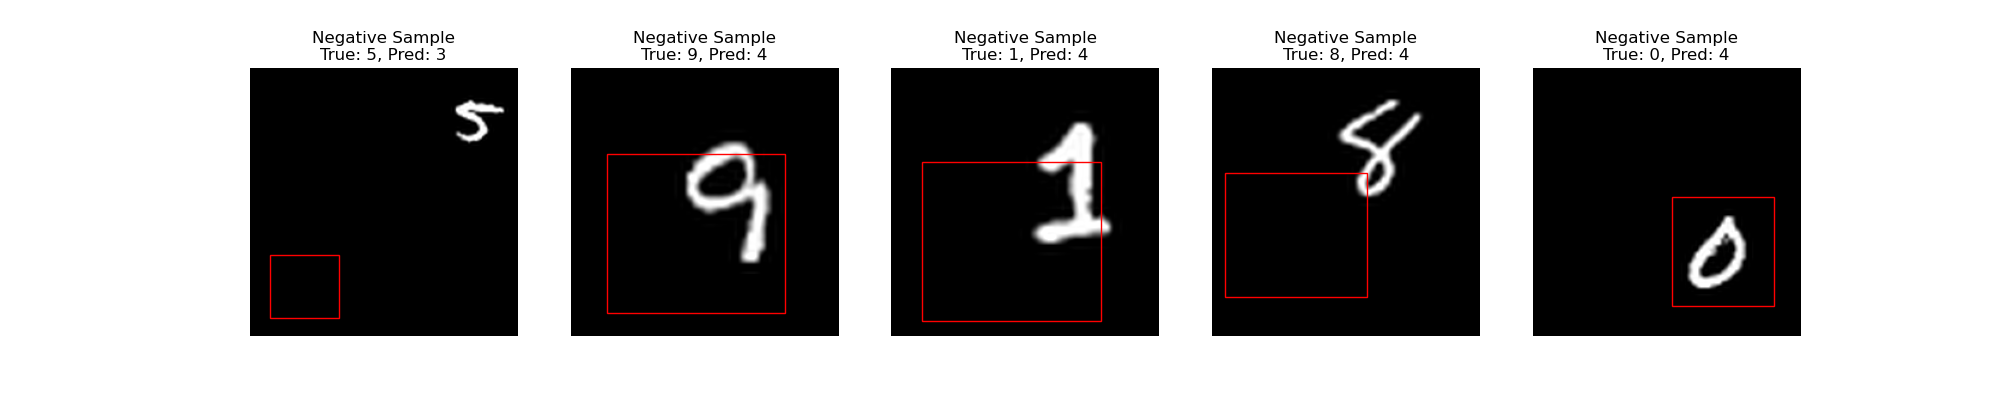 Negative Sample
True: 5, Pred: 3
5
Negative Sample
True: 9, Pred: 4
9
Negative Sample
True: 1, Pred: 4
1
Negative Sample
True: 8, Pred: 4
8
Negative Sample
True: 0, Pred: 4
0